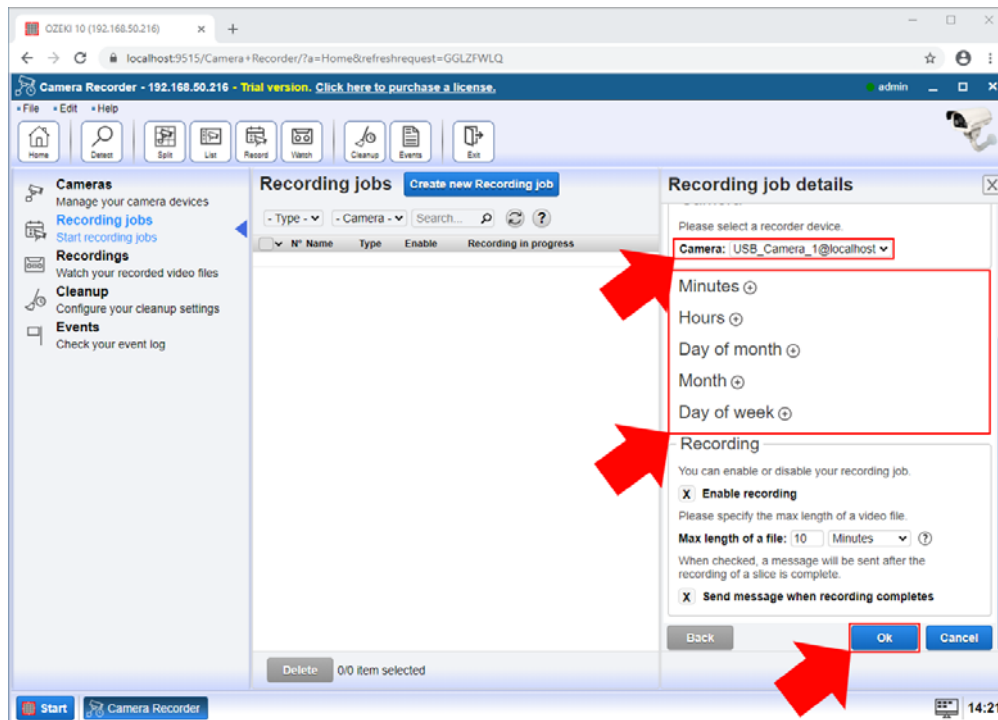 OZEKI 10 (192.168.50.216)
localhost:9515/Camera+Recorder/?a=Home&refreshrequest=GGLZFWLQ
Camera Recorder - 192.168.50.216 - Trial version. Click here to purchase a license.
admin
File Edit Help
Home Detect Split List Record Watch Cleanup Events Exit
Cameras
Manage your camera devices
Recording jobs
Start recording jobs
Recordings
Watch your recorded video files
Cleanup
Configure your cleanup settings
Events
Check your event log
Recording jobs Create new Recording job
- Type - - Camera - Search... ?
N° Name Type Enable Recording in progress
Delete 0/0 item selected
Recording job details X
Please select a recorder device.
Camera: USB_Camera_1@localhost
Minutes
Hours
Day of month
Month
Day of week
Recording
You can enable or disable your recording job.
X Enable recording
Please specify the max length of a video file.
Max length of a file: 10 Minutes ?
When checked, a message will be sent after the
recording of a slice is complete.
X Send message when recording completes
Back Ok Cancel
Start Camera Recorder 14:21